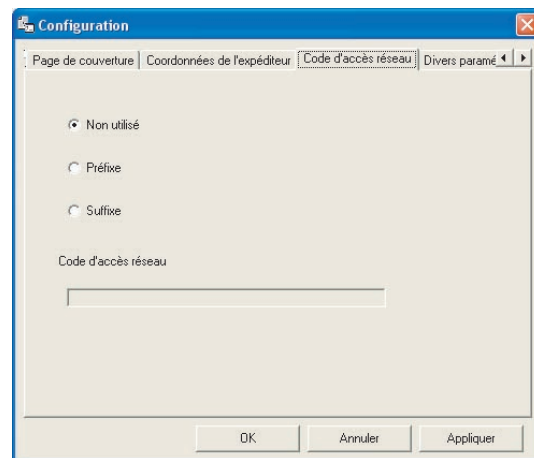 Configuration
Page de couverture Coordonnées de l'expéditeur Code d'accès réseau Divers paramé
Non utilisé
Préfixe
Suffixe
Code d'accès réseau
OK Annuler Appliquer